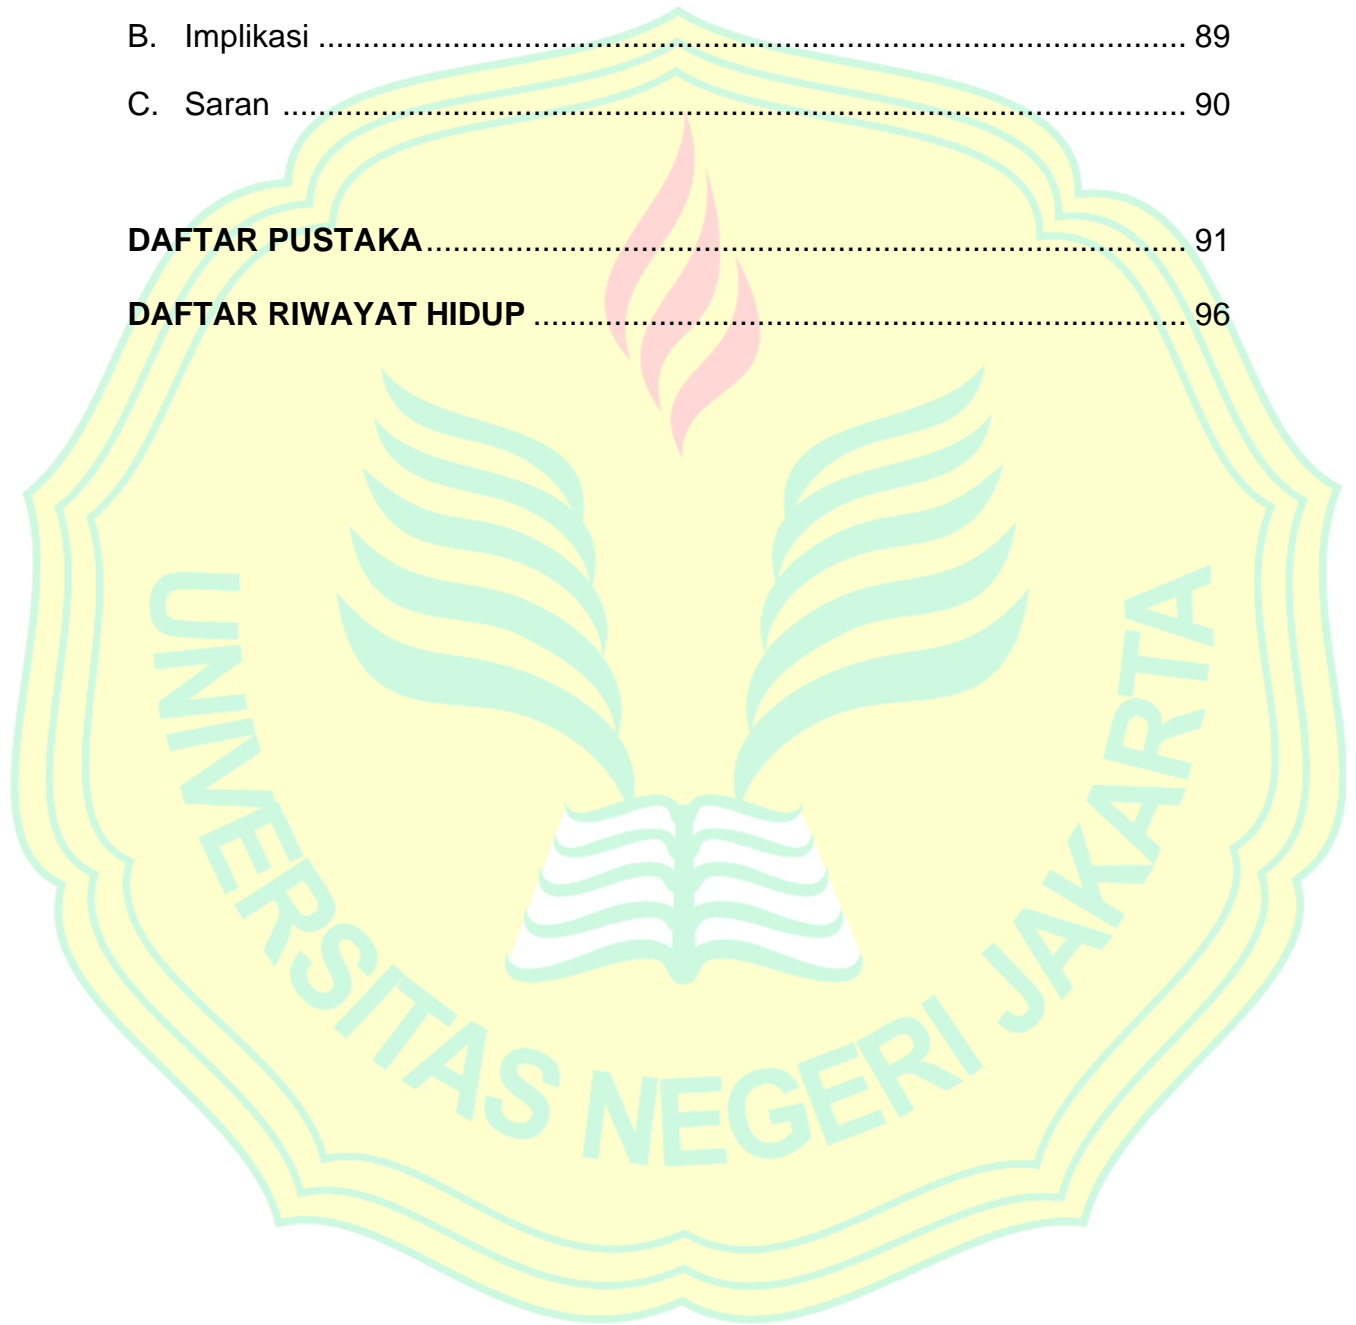 B. Implikasi ................................................................................................ 89
C. Saran .................................................................................................... 90
DAFTAR PUSTAKA.................................................................................... 91
DAFTAR RIWAYAT HIDUP ........................................................................ 96
UNIVERSITAS NEGERI JAKARTA